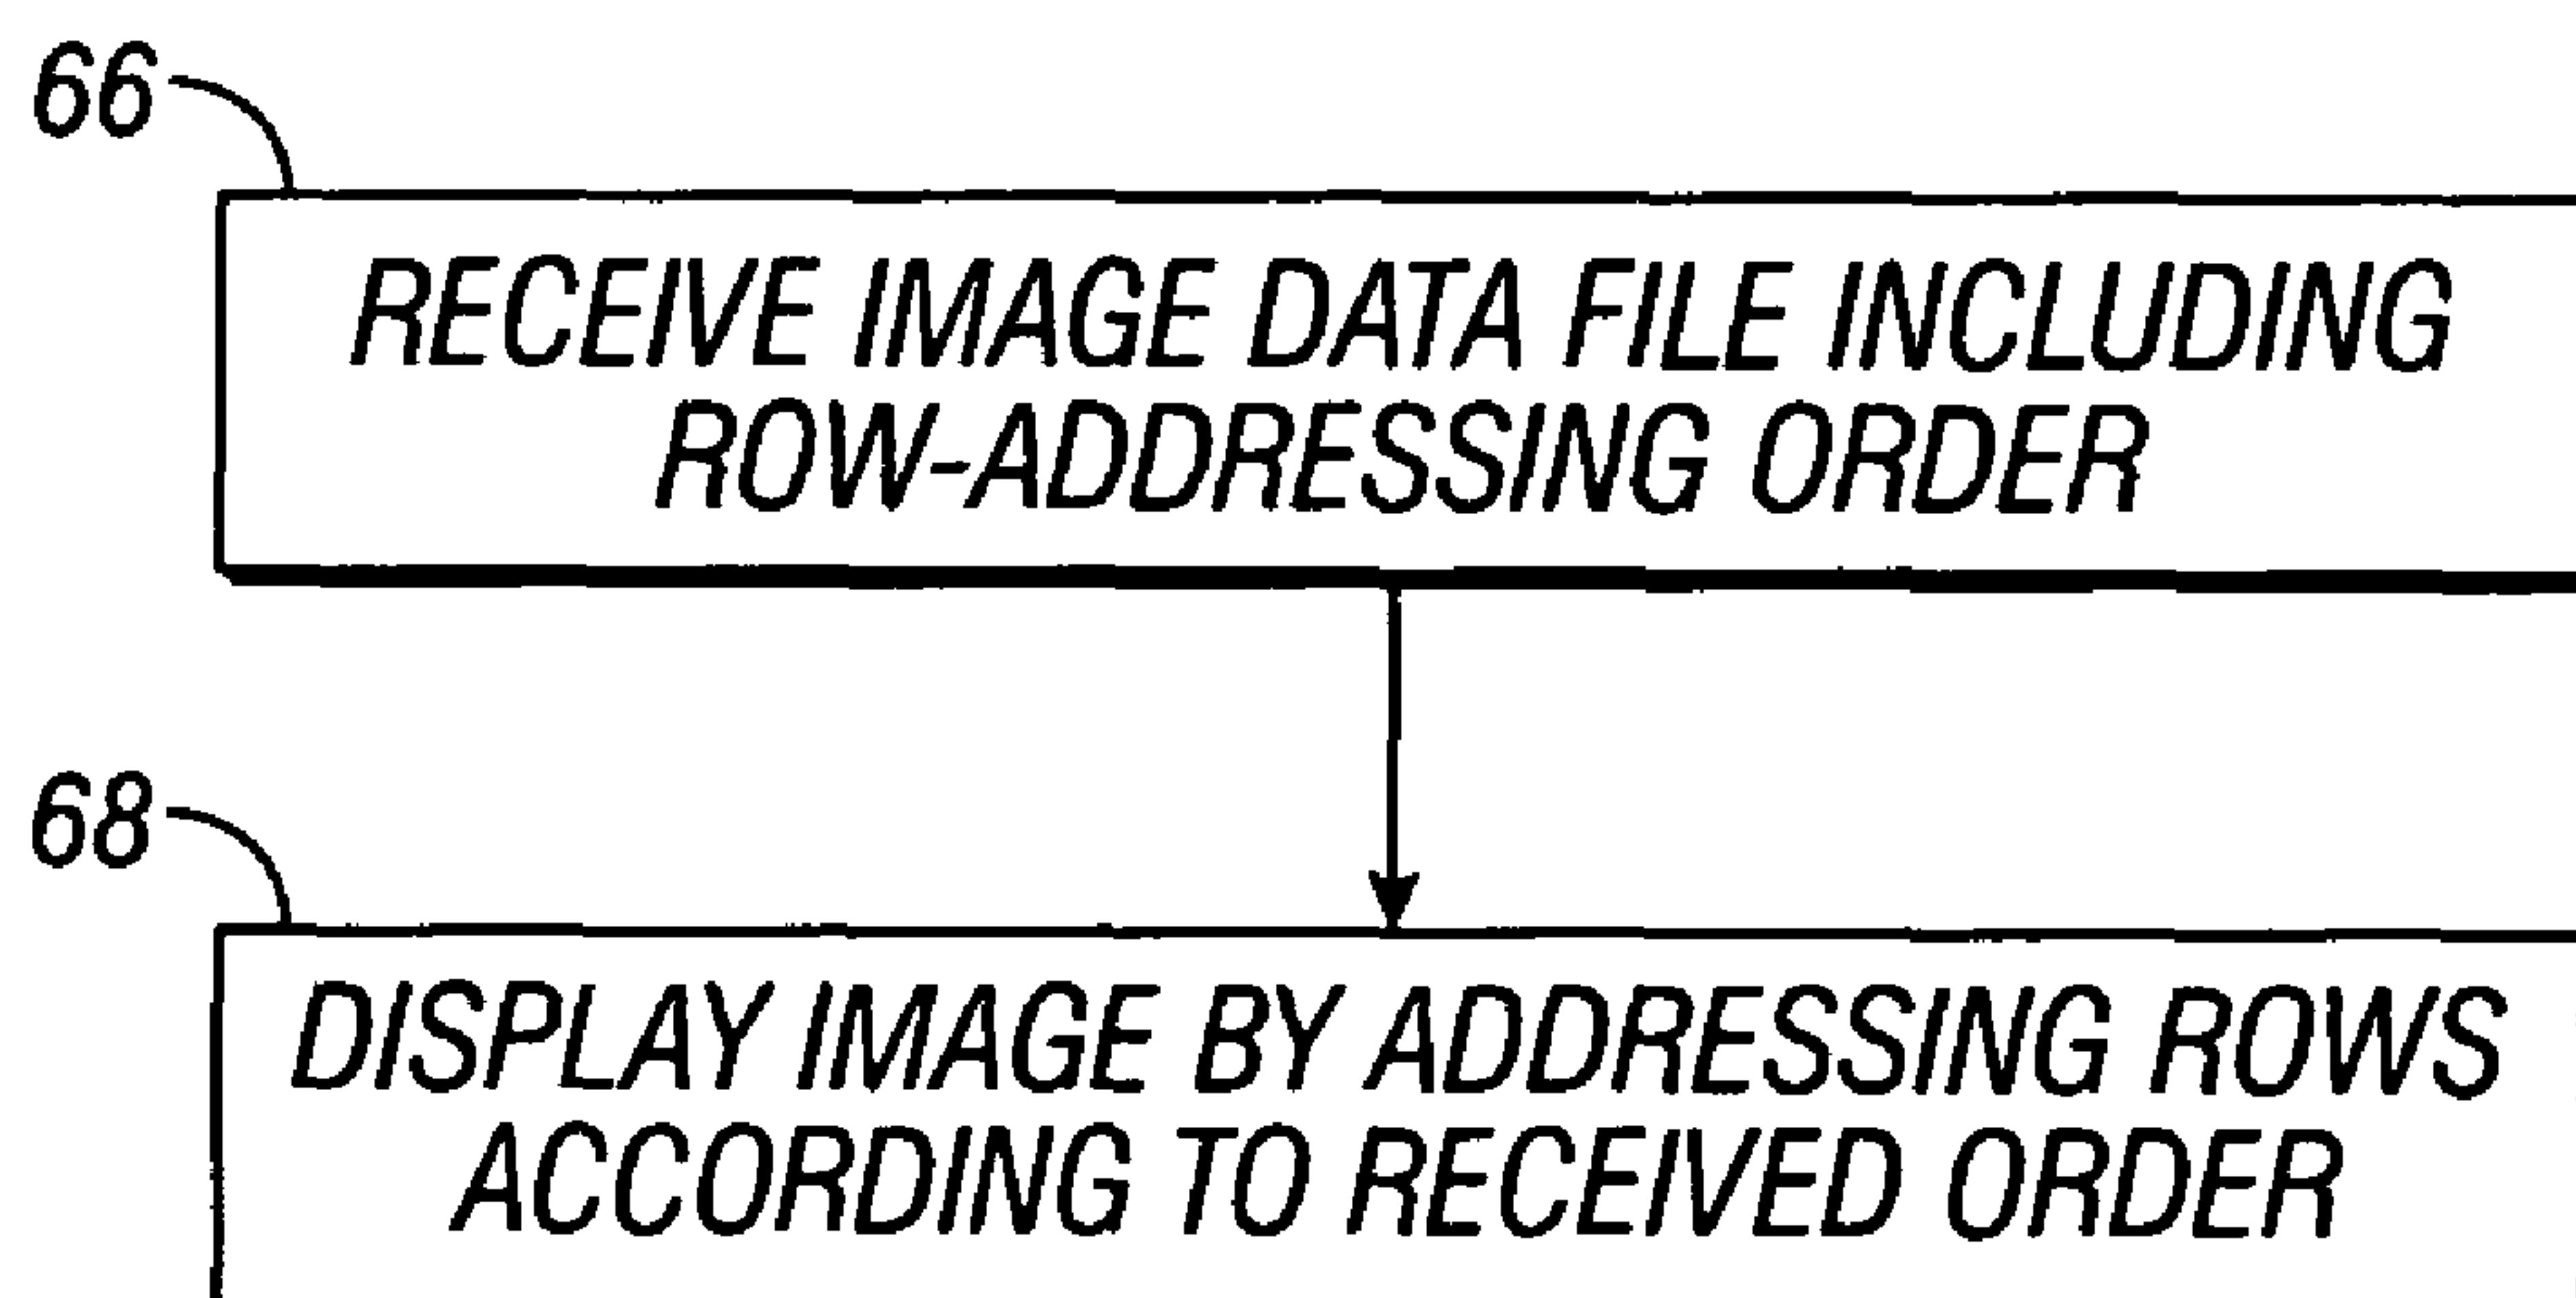 66
RECEIVE IMAGE DATA FILE INCLUDING
ROW-ADDRESSING ORDER
68
DISPLAY IMAGE BY ADDRESSING ROWS
ACCORDING TO RECEIVED ORDER